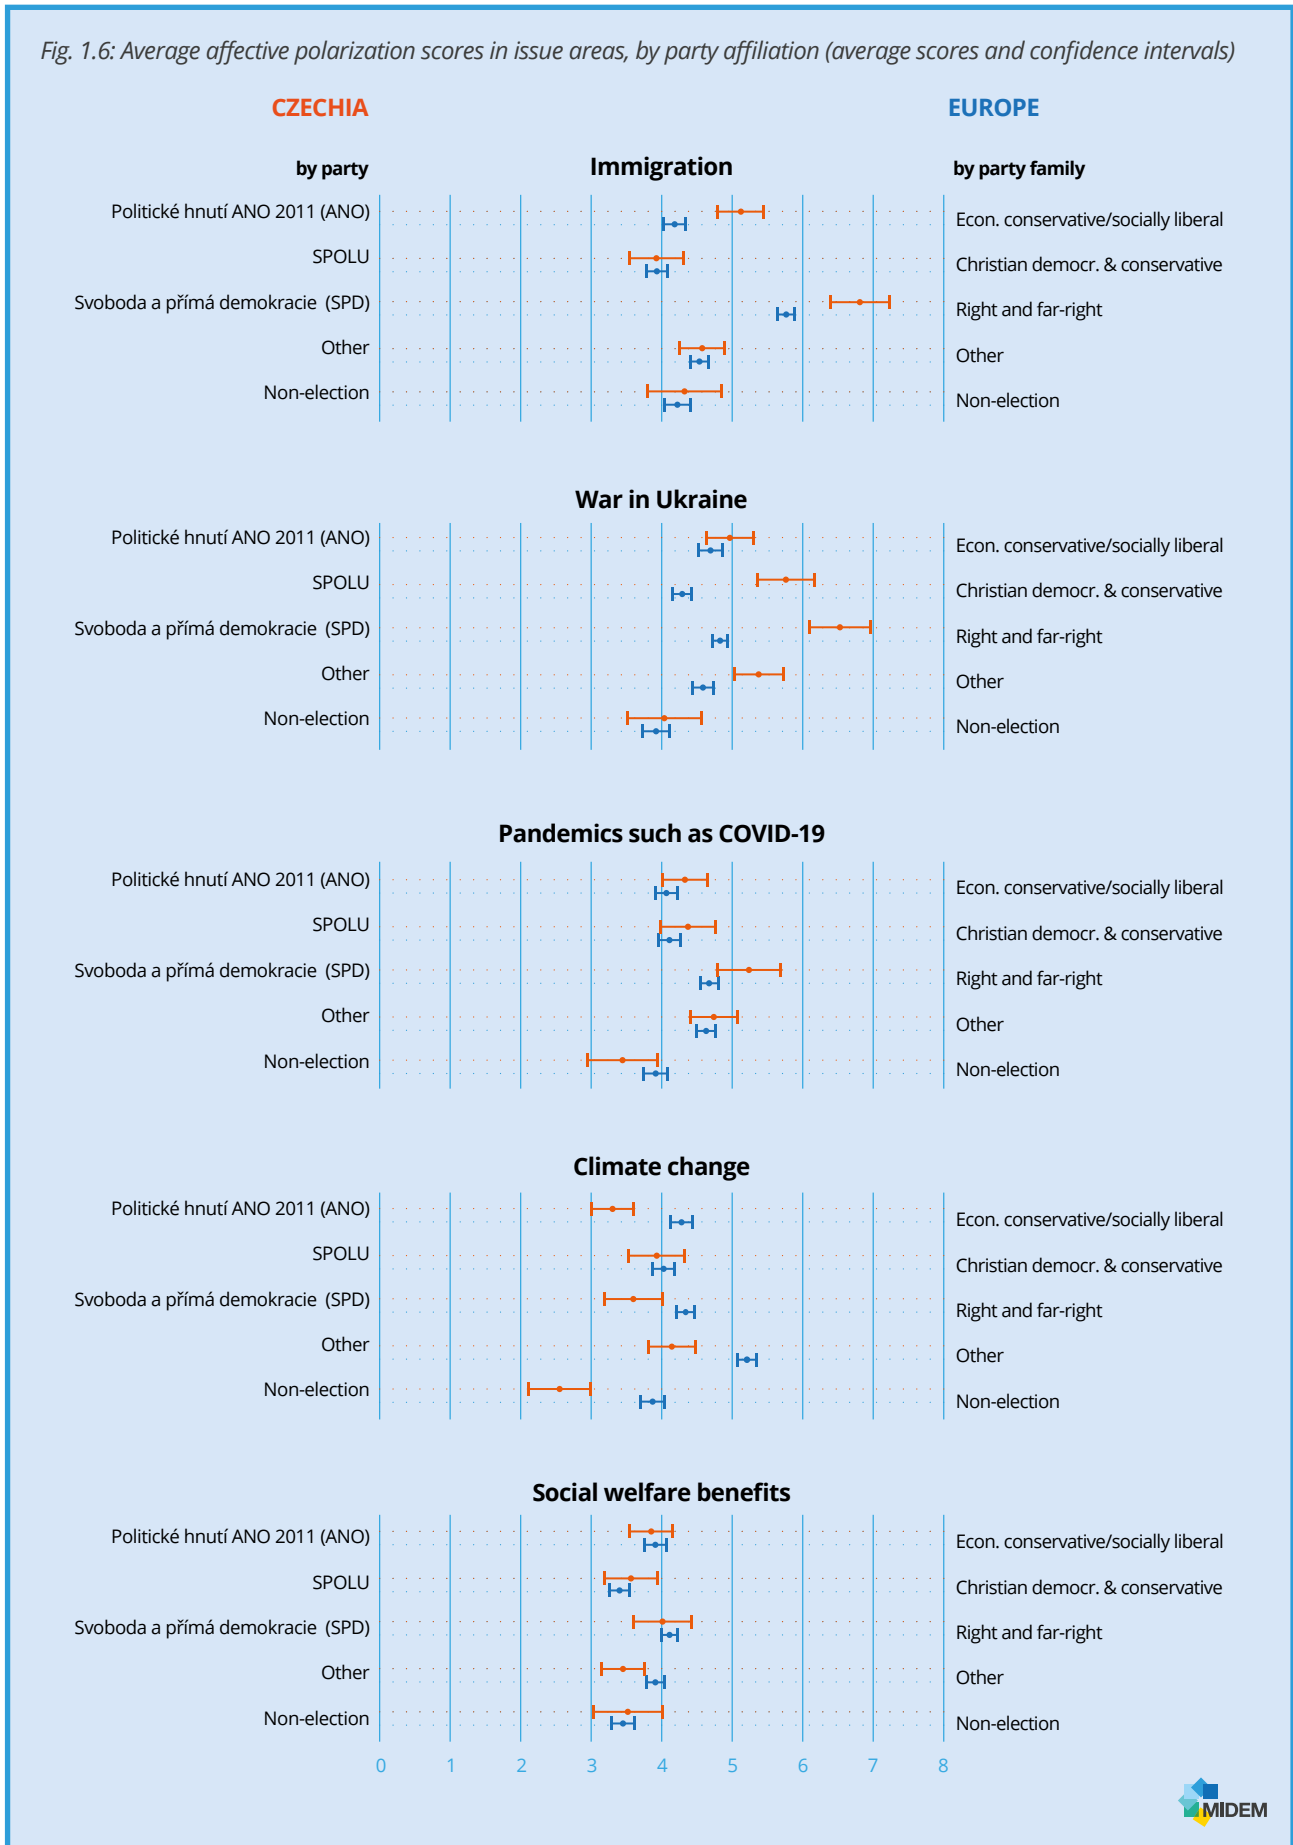 Fig. 1.6: Average affective polarization scores in issue areas, by party affiliation (average scores and confidence intervals)
CZECHIA EUROPE
by party Immigration by party family
Politické hnutí ANO 2011 (ANO) Econ. conservative/socially liberal
SPOLU Christian democr. & conservative
Svoboda a přímá demokracie (SPD) Right and far-right
Other Other
Non-election Non-election
War in Ukraine
Politické hnutí ANO 2011 (ANO) Econ. conservative/socially liberal
SPOLU Christian democr. & conservative
Svoboda a přímá demokracie (SPD) Right and far-right
Other Other
Non-election Non-election
Pandemics such as COVID-19
Politické hnutí ANO 2011 (ANO) Econ. conservative/socially liberal
SPOLU Christian democr. & conservative
Svoboda a přímá demokracie (SPD) Right and far-right
Other Other
Non-election Non-election
Climate change
Politické hnutí ANO 2011 (ANO) Econ. conservative/socially liberal
SPOLU Christian democr. & conservative
Svoboda a přímá demokracie (SPD) Right and far-right
Other Other
Non-election Non-election
Social welfare benefits
Politické hnutí ANO 2011 (ANO) Econ. conservative/socially liberal
SPOLU Christian democr. & conservative
Svoboda a přímá demokracie (SPD) Right and far-right
Other Other
Non-election Non-election
0 1 2 3 4 5 6 7 8
MIDEM